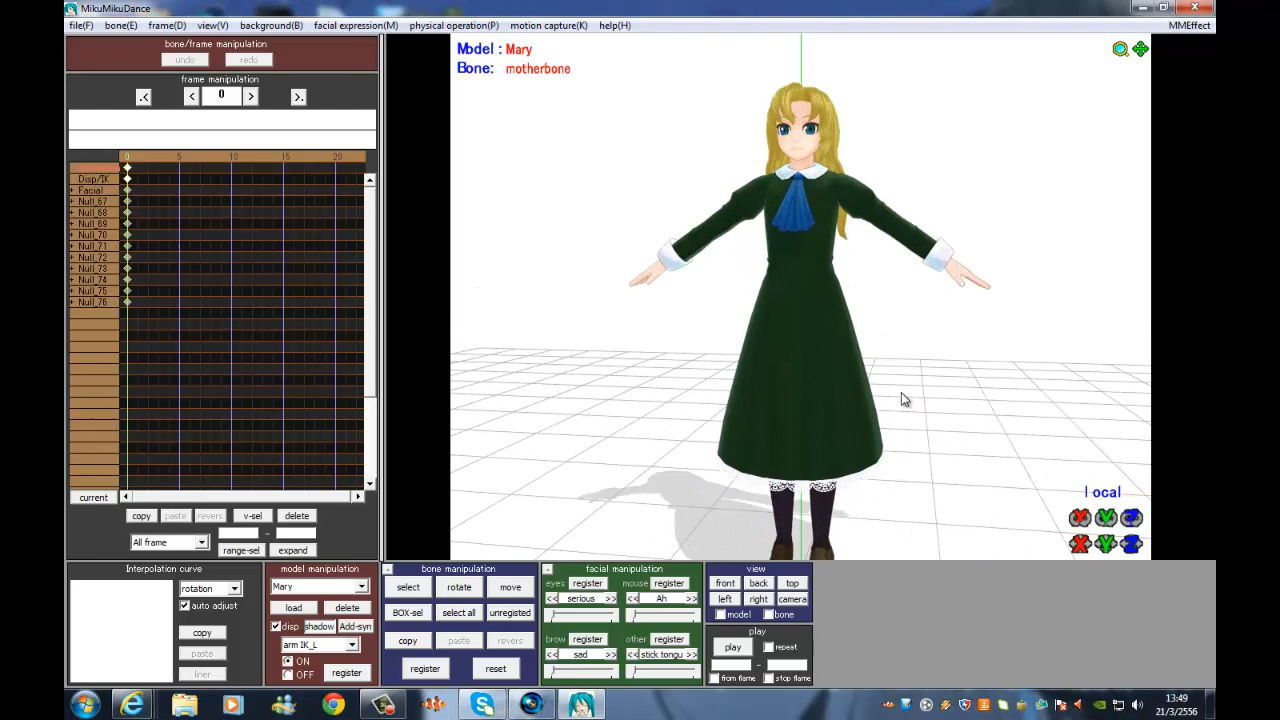 MikuMikuDance
file(F) bone(E) frame(D) view(V) background(B) facial expression(M) physical operation(P) motion capture(K) help(H) MMEffect
bone/frame manipulation
undo redo
frame manipulation
.< < 0 > >.
0 5 10 15 20
Disp/IK
+ Facial
+ Null_67
+ Null_68
+ Null_69
+ Null_70
+ Null_71
+ Null_72
+ Null_73
+ Null_74
+ Null_75
+ Null_76
current
copy paste revers v-sel delete
All frame -
range-sel expand
Model : Mary
Bone: motherbone
local
X Y Z
X Y Z
Interpolation curve
rotation
auto adjust
copy
paste
liner
model manipulation
Mary
load delete
disp shadow Add-syn
arm IK_L
ON
OFF register
- bone manipulation
select rotate move
BOX-sel select all unregisted
copy paste revers
register reset
- facial manipulation
eyes register mouse register
<< serious >> << Ah >>
brow register other register
<< sad >> << stick tongu >>
view
front back top
left right camera
model bone
play
play repeat
-
from flame stop flame
13:49
21/3/2556